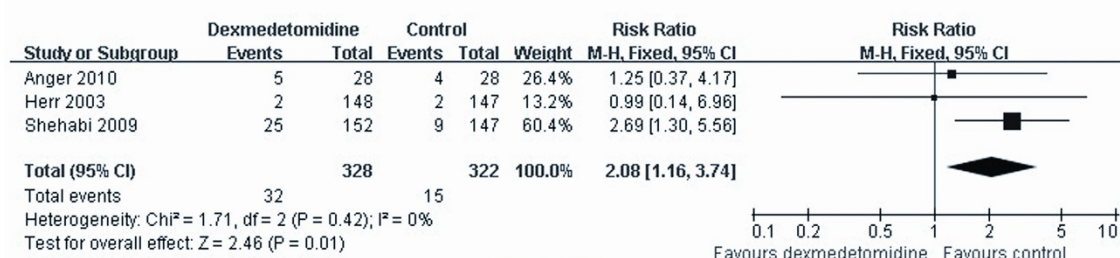 Dexmedetomidine Control Risk Ratio Risk Ratio
Study or Subgroup Events Total Events Total Weight M-H, Fixed, 95% CI M-H, Fixed, 95% CI
Anger 2010 5 28 4 28 26.4% 1.25 [0.37, 4.17]
Herr 2003 2 148 2 147 13.2% 0.99 [0.14, 6.96]
Shehabi 2009 25 152 9 147 60.4% 2.69 [1.30, 5.56]
Total (95% CI) 328 322 100.0% 2.08 [1.16, 3.74]
Total events 32 15
Heterogeneity: Chi² = 1.71, df = 2 (P = 0.42); I² = 0%
Test for overall effect: Z = 2.46 (P = 0.01)
0.1 0.2 0.5 1 2 5 10
Favours dexmedetomidine Favours control